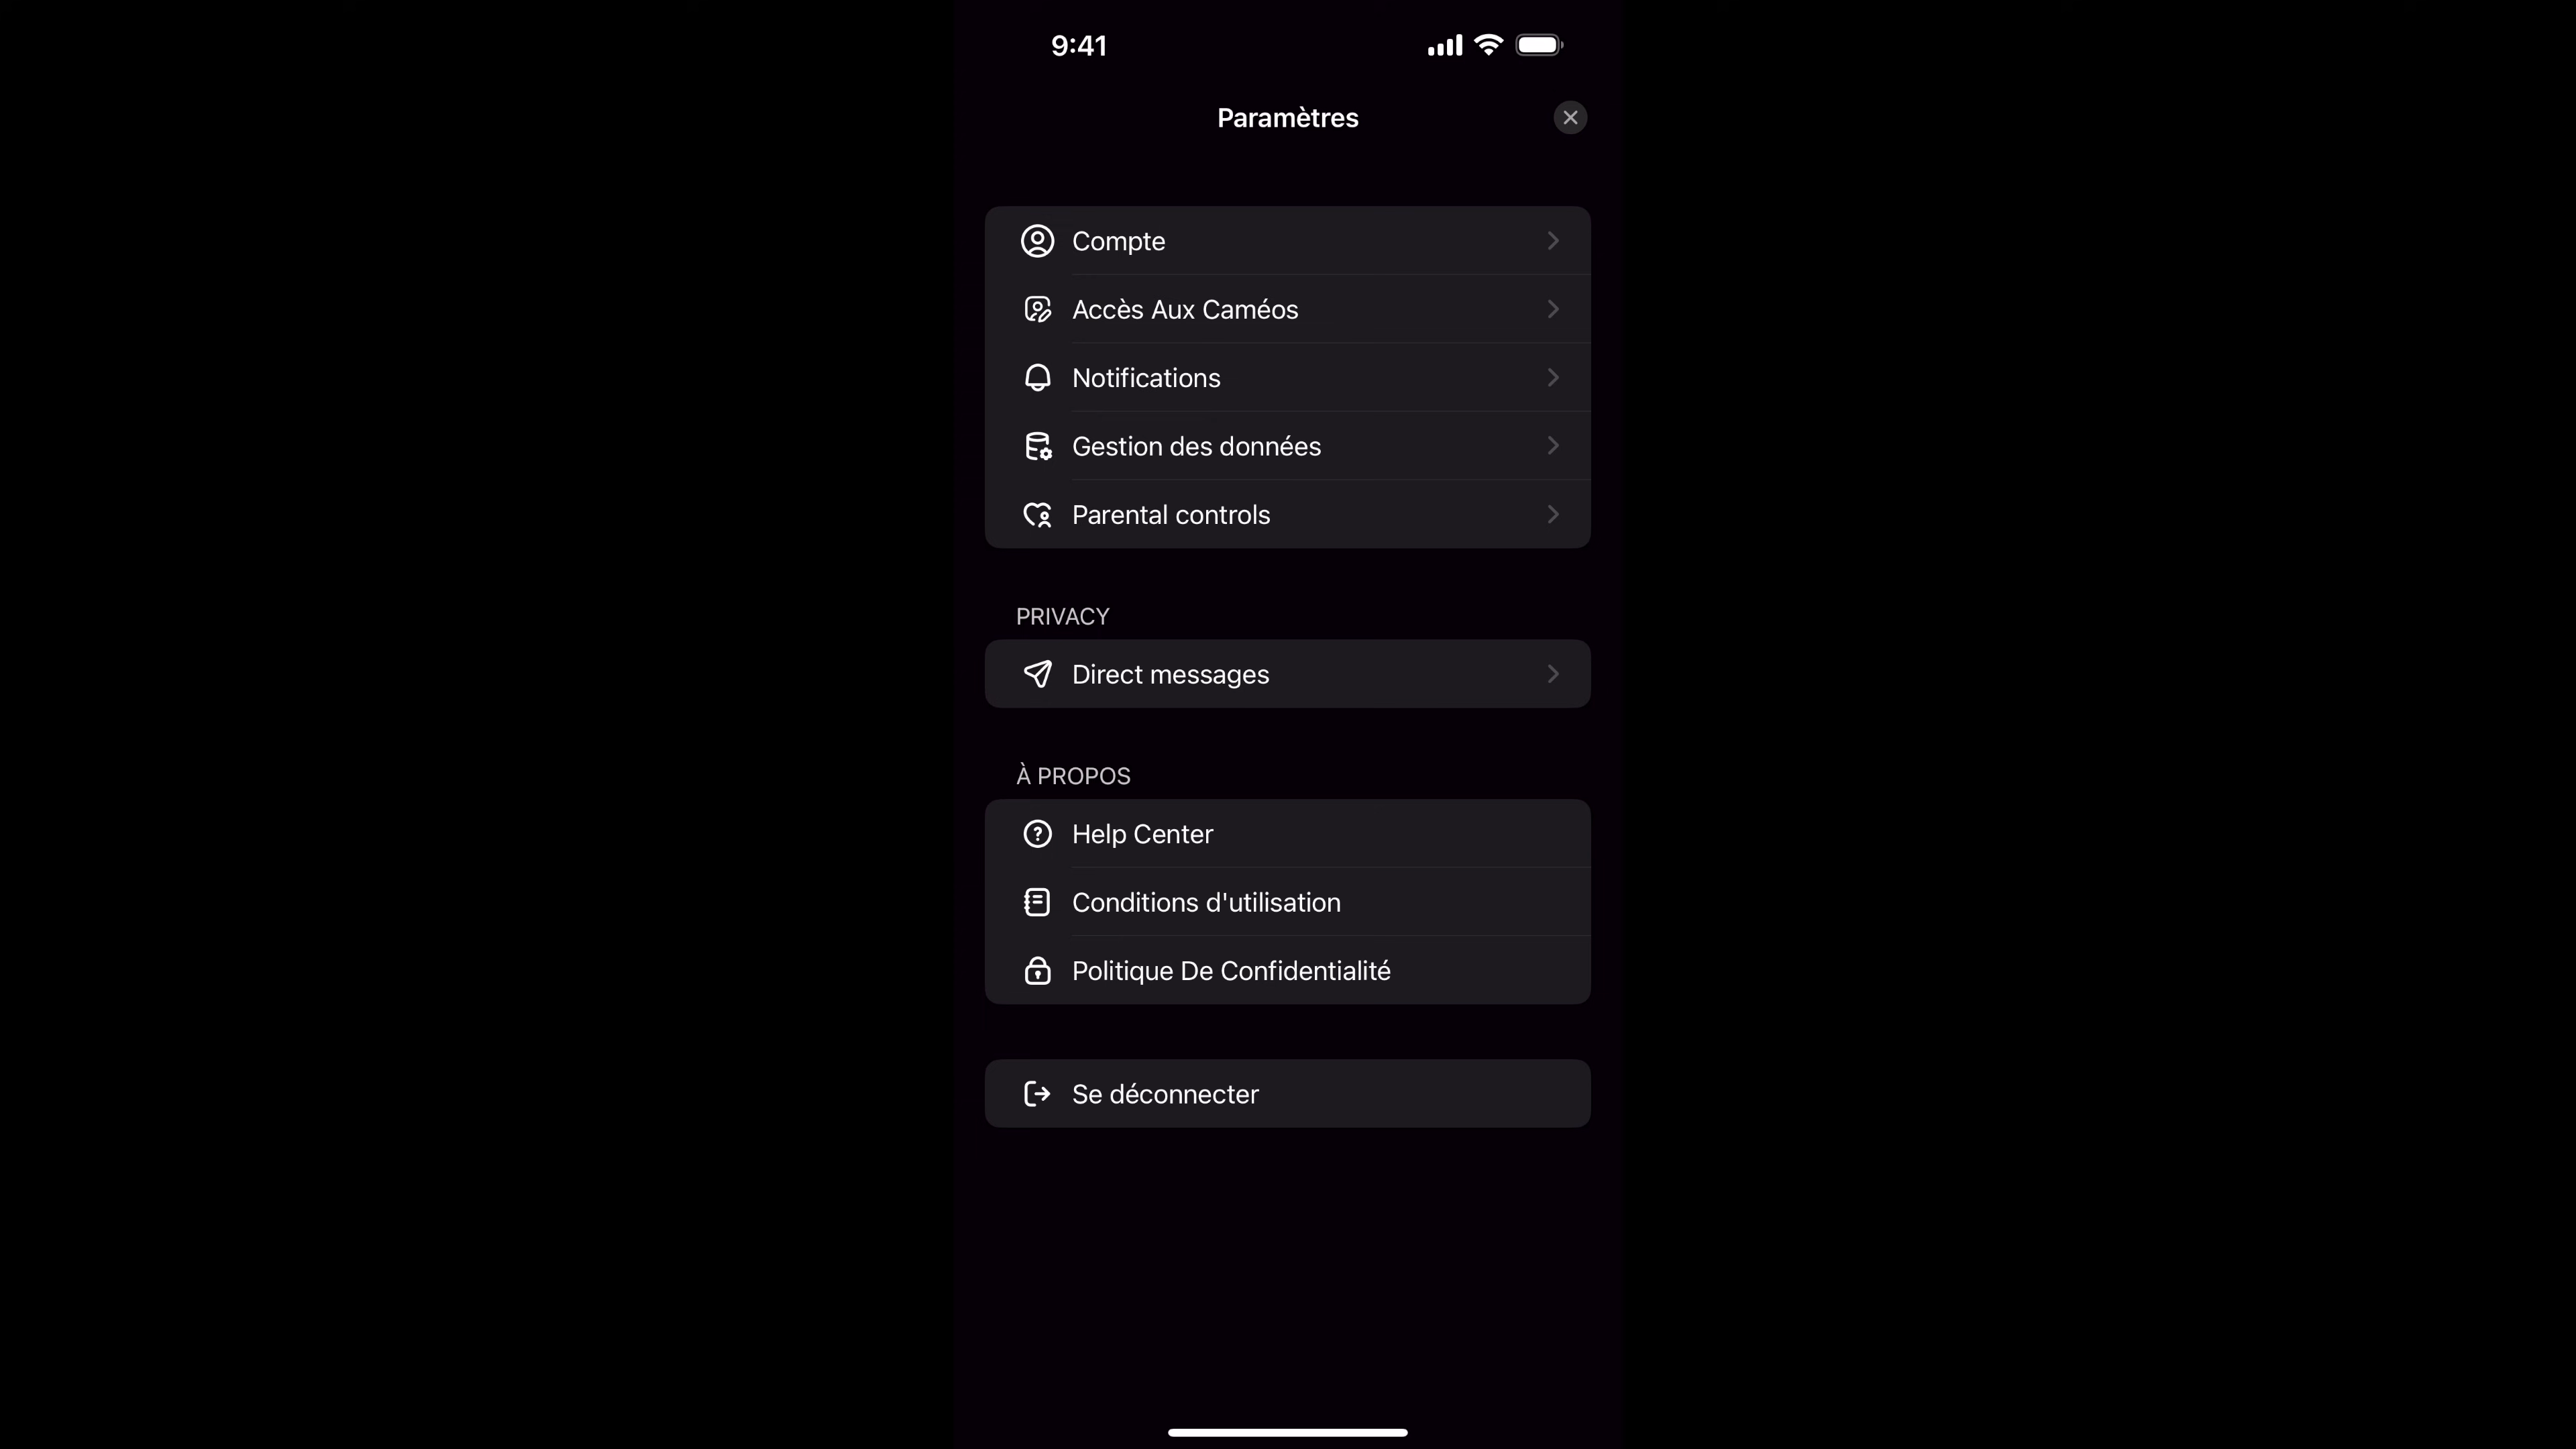 9:41
Paramètres
Compte
Accès Aux Caméos
Notifications
Gestion des données
Parental controls
PRIVACY
Direct messages
À PROPOS
Help Center
Conditions d'utilisation
Politique De Confidentialité
Se déconnecter